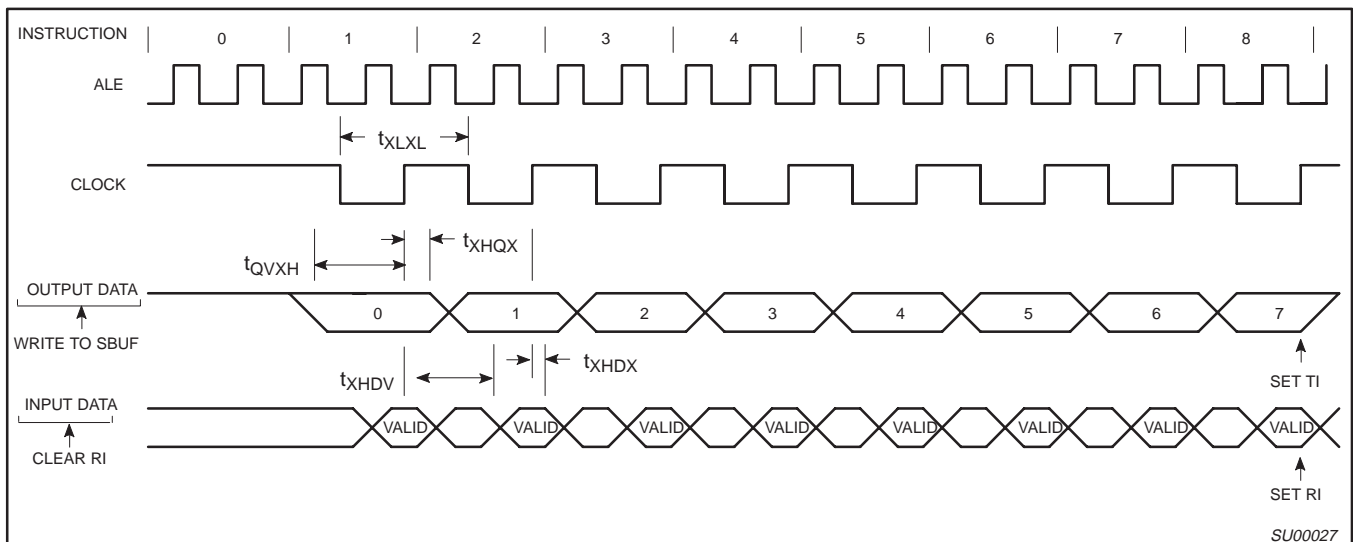 INSTRUCTION 0 1 2 3 4 5 6 7 8
ALE
tXLXL
CLOCK
tXHQX
tQVXH
OUTPUT DATA
0 1 2 3 4 5 6 7
WRITE TO SBUF
tXHDX
tXHDV
SET TI
INPUT DATA
VALID VALID VALID VALID VALID VALID VALID VALID
CLEAR RI
SET RI
SU00027